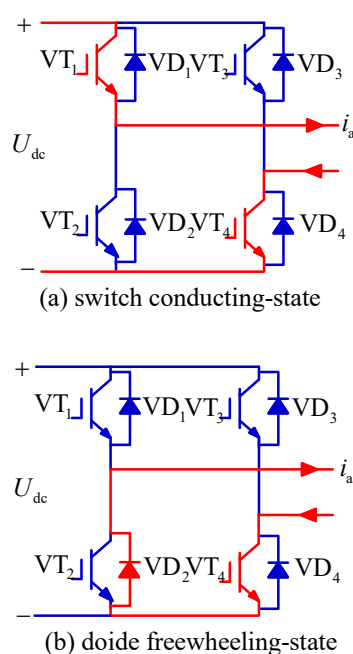 +
VT1 VD1 VT3 VD3
ia
Udc
VT2 VD2 VT4 VD4
−
(a) switch conducting-state
+
VT1 VD1 VT3 VD3
ia
Udc
VT2 VD2 VT4 VD4
−
(b) doide freewheeling-state